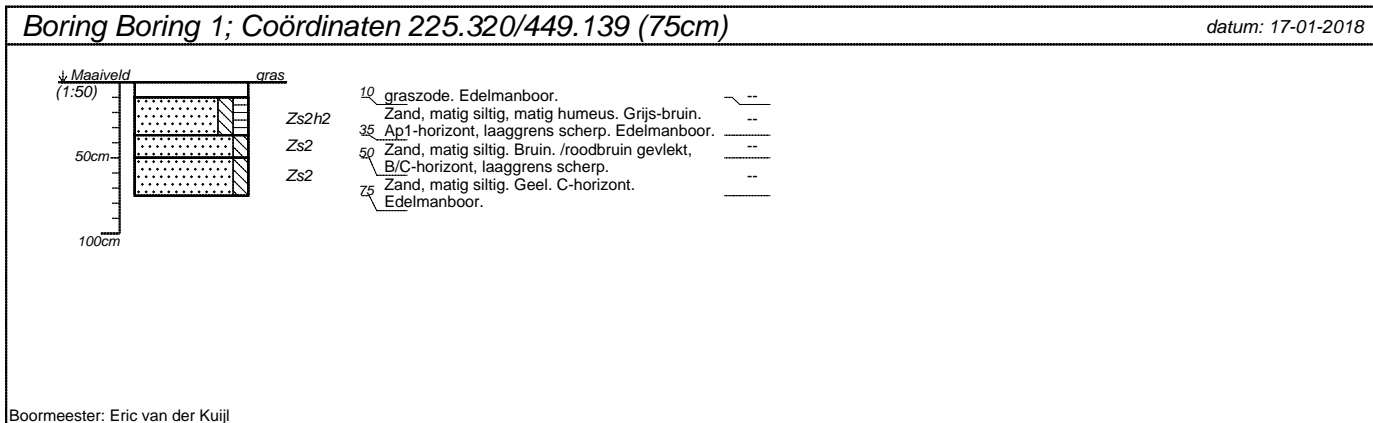 Boring Boring 1; Coördinaten 225.320/449.139 (75cm)
datum: 17-01-2018
Maaiveld
gras
(1:50)
50cm
100cm
Zs2h2
Zs2
Zs2
10 graszode. Edelmanboor.
--
Zand, matig siltig, matig humeus. Grijs-bruin.
--
35 Ap1-horizont, laaggrens scherp. Edelmanboor.
50 Zand, matig siltig. Bruin. /roodbruin gevlekt,
--
B/C-horizont, laaggrens scherp.
Zand, matig siltig. Geel. C-horizont.
--
75 Edelmanboor.
Boormeester: Eric van der Kuijl